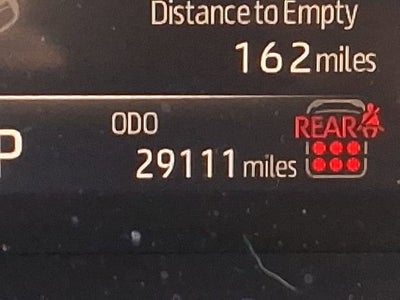 Distance to Empty
162 miles
ODO
REAR
P
29111 miles